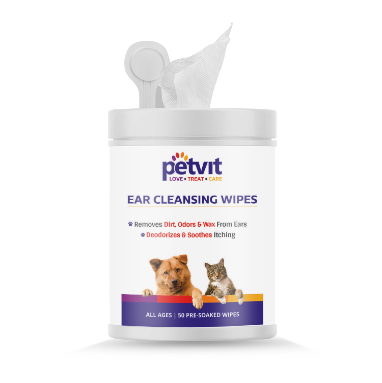 petvit
LOVE • TREAT • CARE
EAR CLEANSING WIPES
Removes Dirt, Odors & Wax From Ears
Deodorizes & Soothes Itching
ALL AGES | 50 PRE-SOAKED WIPES